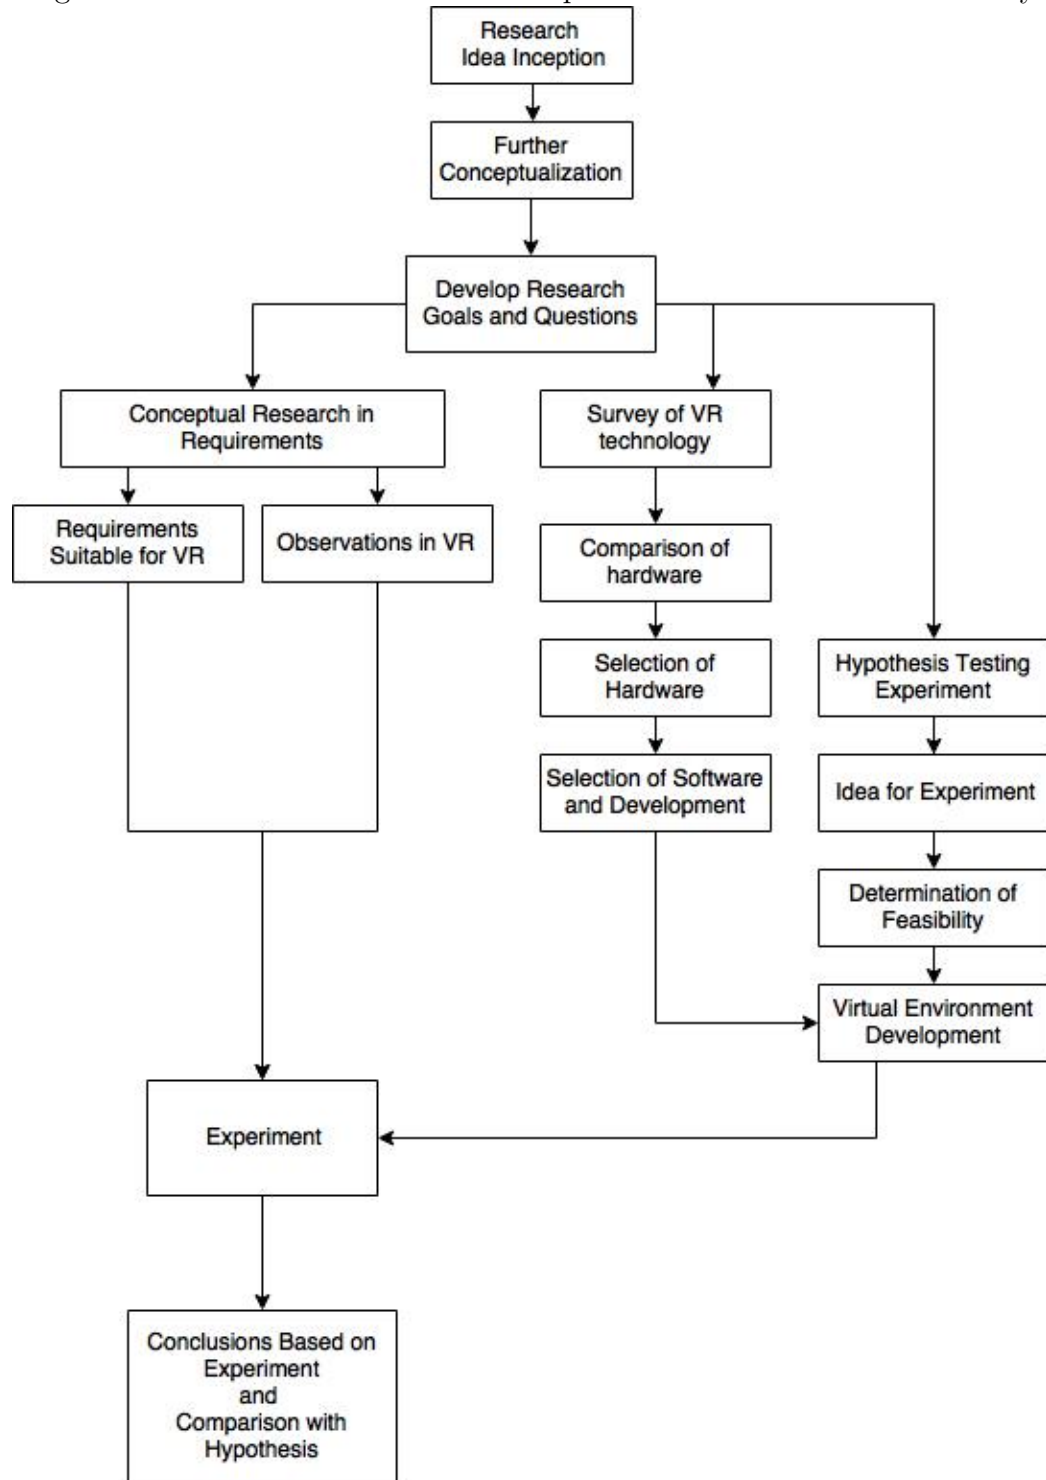 Research
Idea Inception
Further
Conceptualization
Develop Research
Goals and Questions
Conceptual Research in
Requirements
Survey of VR
technology
Requirements
Suitable for VR
Observations in VR
Comparison of
hardware
Selection of
Hardware
Hypothesis Testing
Experiment
Selection of Software
and Development
Idea for Experiment
Determination of
Feasibility
Virtual Environment
Development
Experiment
Conclusions Based on
Experiment
and
Comparison with
Hypothesis